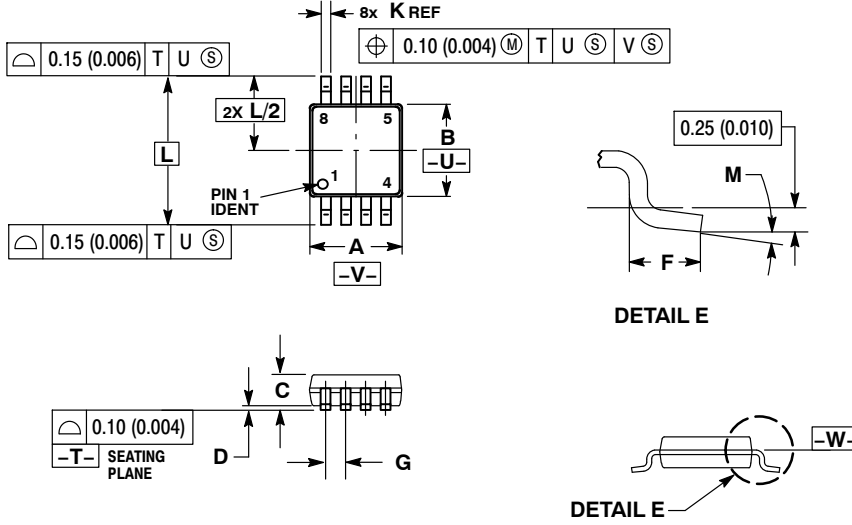 8x K REF
⌖ 0.10 (0.004) Ⓜ T U Ⓢ V Ⓢ
⌓ 0.15 (0.006) T U Ⓢ
2X L/2
8 5
B
-U-
L
1 4
PIN 1
IDENT
⌓ 0.15 (0.006) T U Ⓢ
A
-V-
0.25 (0.010)
M
F
DETAIL E
C
⌓ 0.10 (0.004)
-T- SEATING
PLANE
D
G
-W-
DETAIL E